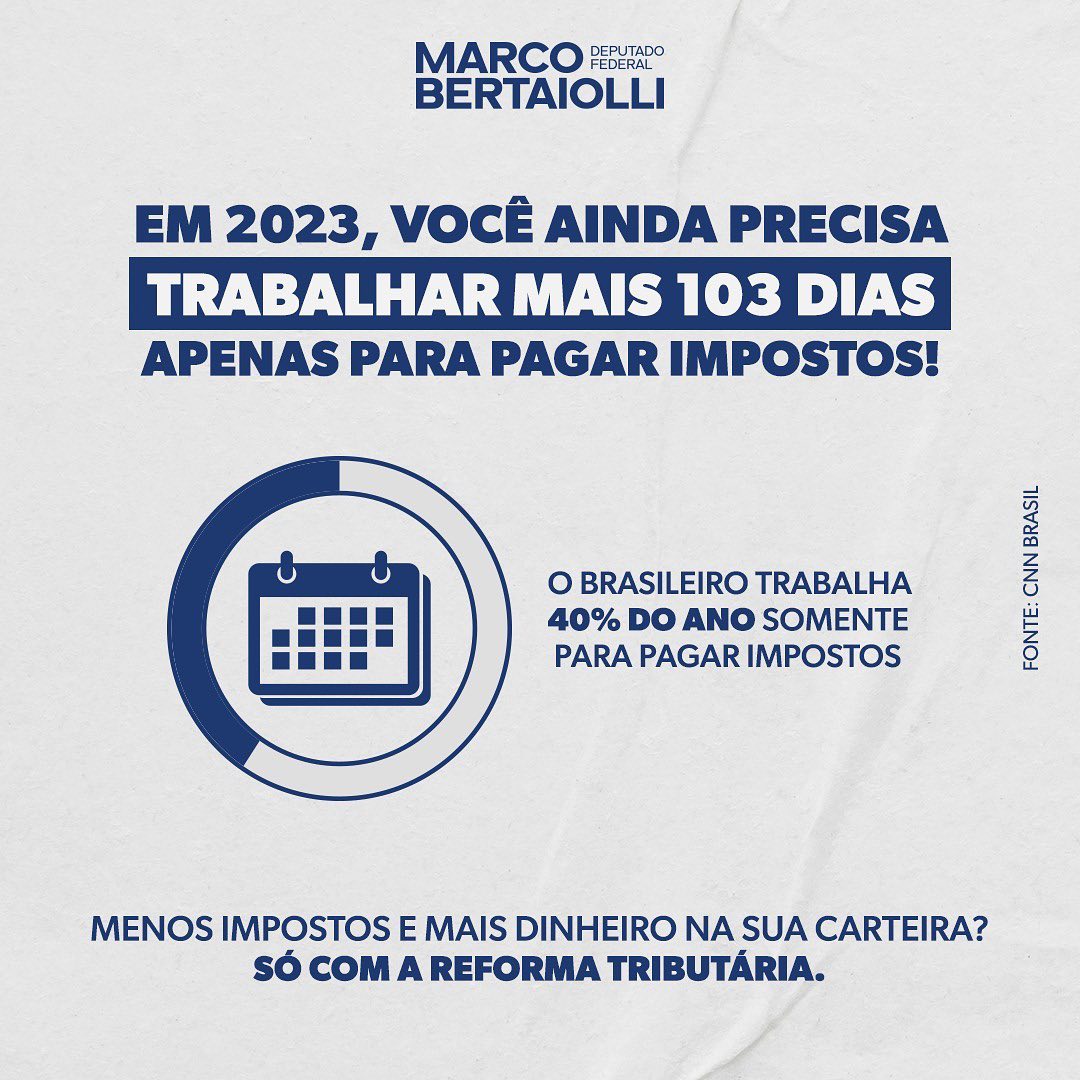 MARCO DEPUTADO FEDERAL
BERTAIOLLI
EM 2023, VOCÊ AINDA PRECISA
TRABALHAR MAIS 103 DIAS
APENAS PARA PAGAR IMPOSTOS!
O BRASILEIRO TRABALHA
40% DO ANO SOMENTE
PARA PAGAR IMPOSTOS
FONTE: CNN BRASIL
MENOS IMPOSTOS E MAIS DINHEIRO NA SUA CARTEIRA?
SÓ COM A REFORMA TRIBUTÁRIA.